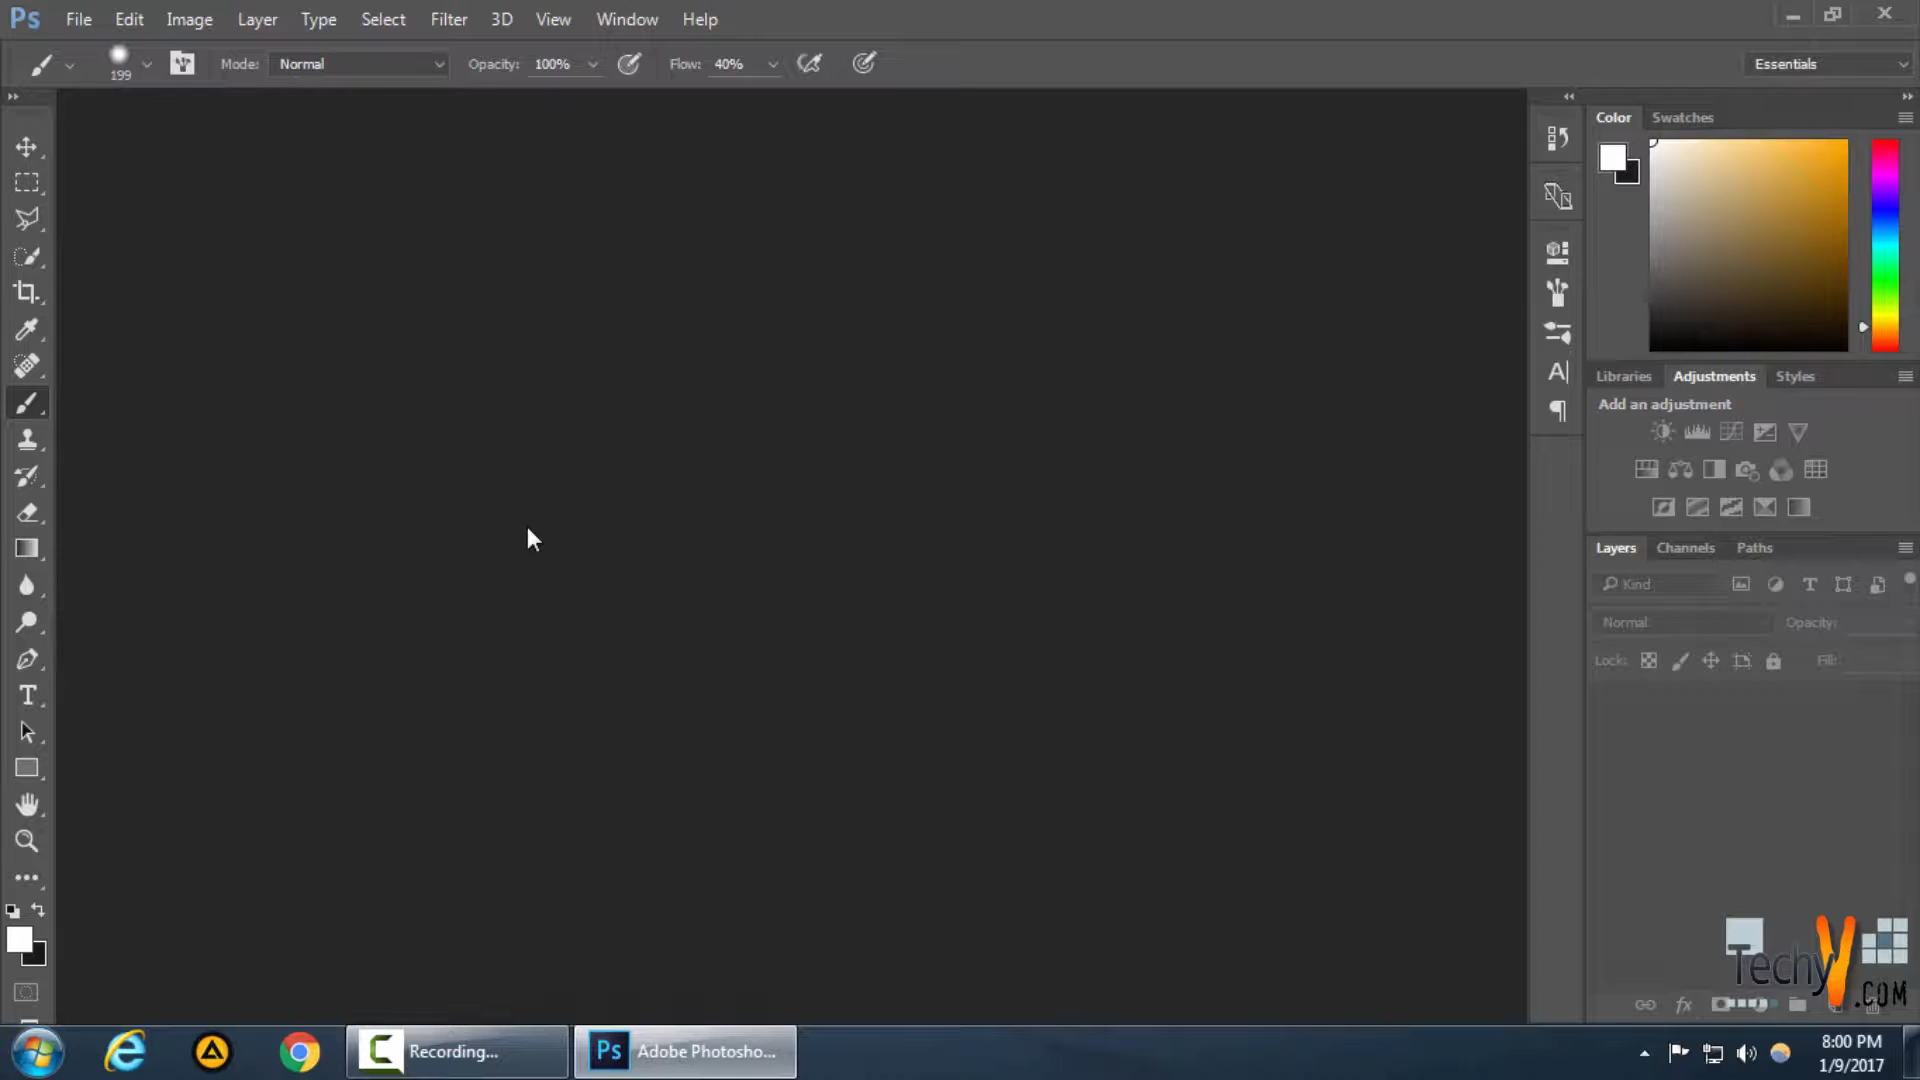 Ps File Edit Image Layer Type Select Filter 3D View Window Help
199 Mode: Normal Opacity: 100% Flow: 40% Essentials
Color Swatches
Libraries Adjustments Styles
Add an adjustment
Layers Channels Paths
Kind
Normal Opacity:
Lock: Fill:
TechyV.COM
fx
Recording...
Ps Adobe Photosho...
8:00 PM
1/9/2017